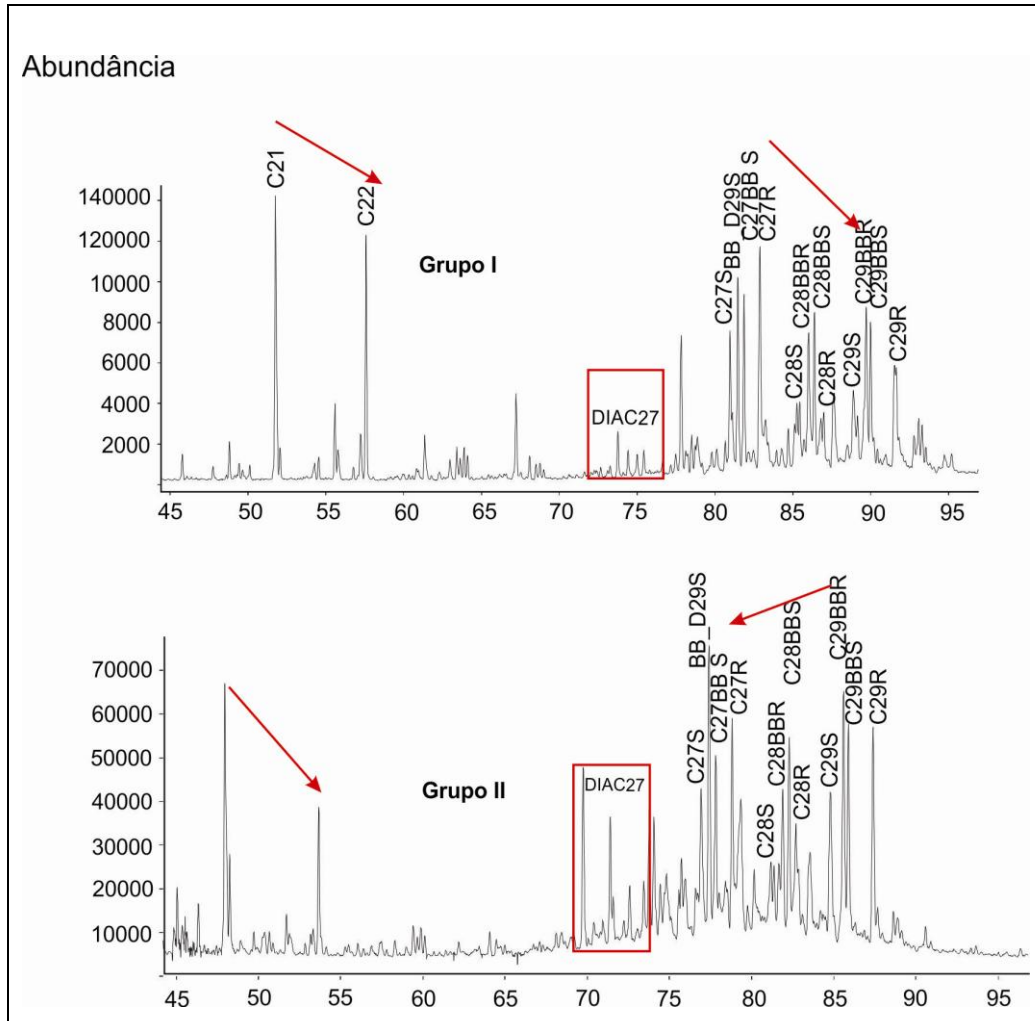 Abundância
C21
C22
Grupo I
140000
120000
10000
8000
6000
4000
2000
DIAC27
C27S
BB_D29S
C27BB S
C27R
C28S
C28BBR
C28BBS
C28R
C29S
C29BBR
C29BBS
C29R
45 50 55 60 65 70 75 80 85 90 95
Grupo II
70000
60000
50000
40000
30000
20000
10000
DIAC27
C27S
BB_D29S
C27BB S
C27R
C28S
C28BBR
C28BBS
C28R
C29S
C29BBR
C29BBS
C29R
45 50 55 60 65 70 75 80 85 90 95